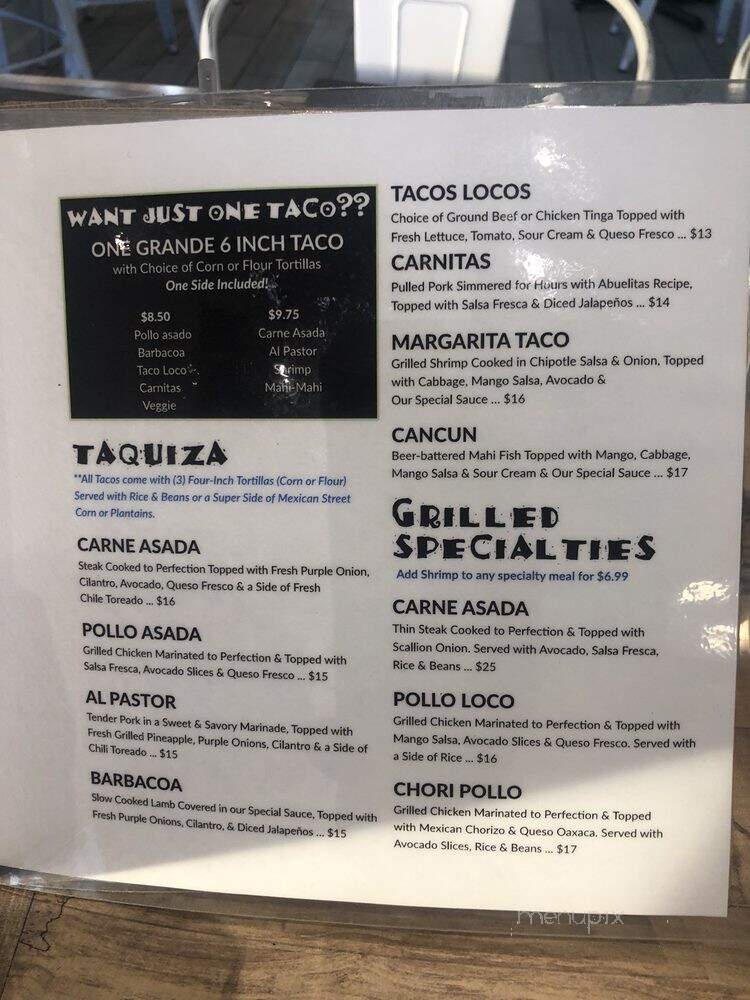 WANT JUST ONE TACO??
ONE GRANDE 6 INCH TACO
with Choice of Corn or Flour Tortillas
One Side Included!
$8.50
Pollo asado
Barbacoa
Taco Loco
Carnitas
Veggie
$9.75
Carne Asada
Al Pastor
Shrimp
Mahi-Mahi
TAQUIZA
**All Tacos come with (3) Four-Inch Tortillas (Corn or Flour)
Served with Rice & Beans or a Super Side of Mexican Street
Corn or Plantains.
CARNE ASADA
Steak Cooked to Perfection Topped with Fresh Purple Onion,
Cilantro, Avocado, Queso Fresco & a Side of Fresh
Chile Toreado ... $16
POLLO ASADA
Grilled Chicken Marinated to Perfection & Topped with
Salsa Fresca, Avocado Slices & Queso Fresco ... $15
AL PASTOR
Tender Pork in a Sweet & Savory Marinade, Topped with
Fresh Grilled Pineapple, Purple Onions, Cilantro & a Side of
Chili Toreado ... $15
BARBACOA
Slow Cooked Lamb Covered in our Special Sauce, Topped with
Fresh Purple Onions, Cilantro, & Diced Jalapeños ... $15
TACOS LOCOS
Choice of Ground Beef or Chicken Tinga Topped with
Fresh Lettuce, Tomato, Sour Cream & Queso Fresco ... $13
CARNITAS
Pulled Pork Simmered for Hours with Abuelitas Recipe,
Topped with Salsa Fresca & Diced Jalapeños ... $14
MARGARITA TACO
Grilled Shrimp Cooked in Chipotle Salsa & Onion, Topped
with Cabbage, Mango Salsa, Avocado &
Our Special Sauce ... $16
CANCUN
Beer-battered Mahi Fish Topped with Mango, Cabbage,
Mango Salsa & Sour Cream & Our Special Sauce ... $17
GRILLED
SPECIALTIES
Add Shrimp to any specialty meal for $6.99
CARNE ASADA
Thin Steak Cooked to Perfection & Topped with
Scallion Onion. Served with Avocado, Salsa Fresca,
Rice & Beans ... $25
POLLO LOCO
Grilled Chicken Marinated to Perfection & Topped with
Mango Salsa, Avocado Slices & Queso Fresco. Served with
a Side of Rice ... $16
CHORI POLLO
Grilled Chicken Marinated to Perfection & Topped
with Mexican Chorizo & Queso Oaxaca. Served with
Avocado Slices, Rice & Beans ... $17
menupix